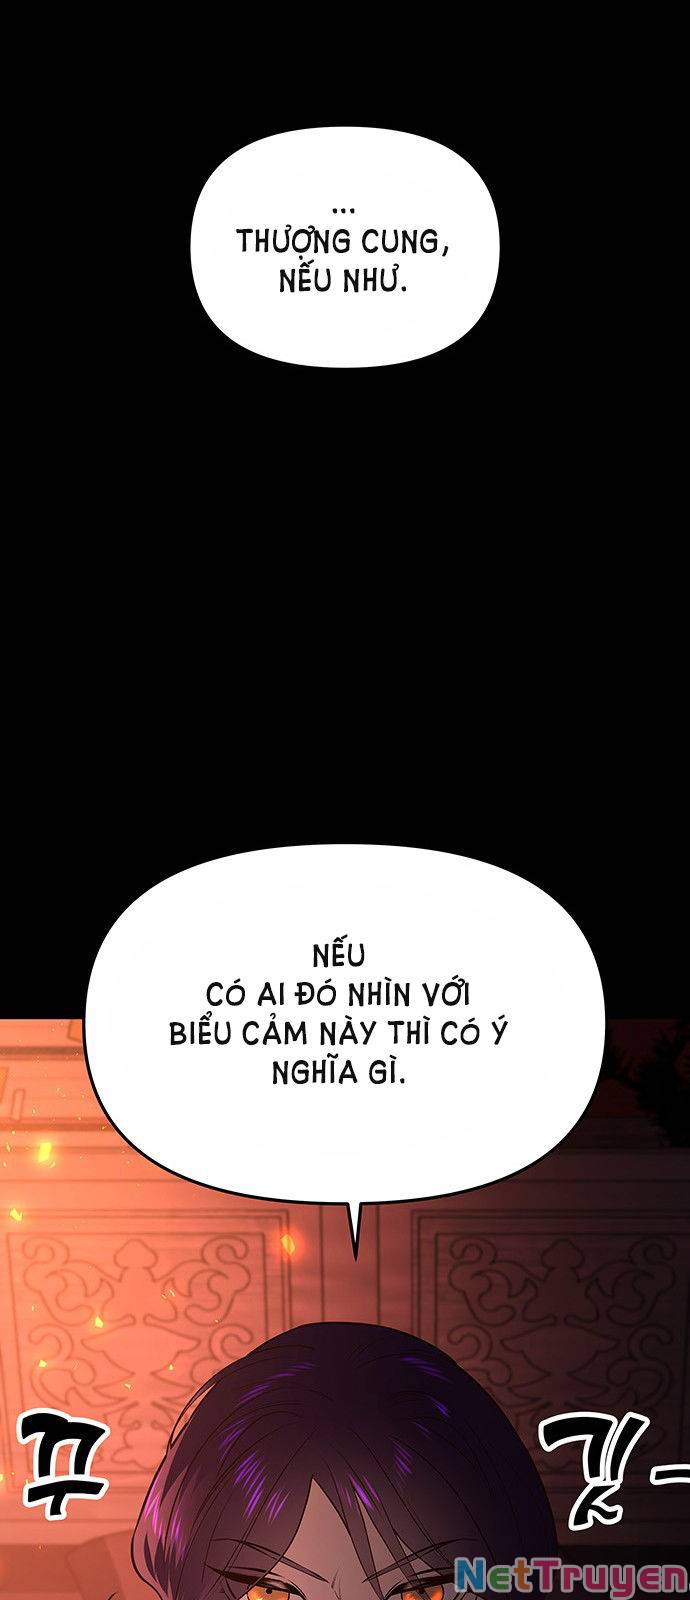 ...
THƯỢNG CUNG,
NẾU NHƯ.
NẾU
CÓ AI ĐÓ NHÌN VỚI
BIỂU CẢM NÀY THÌ CÓ Ý
NGHĨA GÌ.
NetTruyen